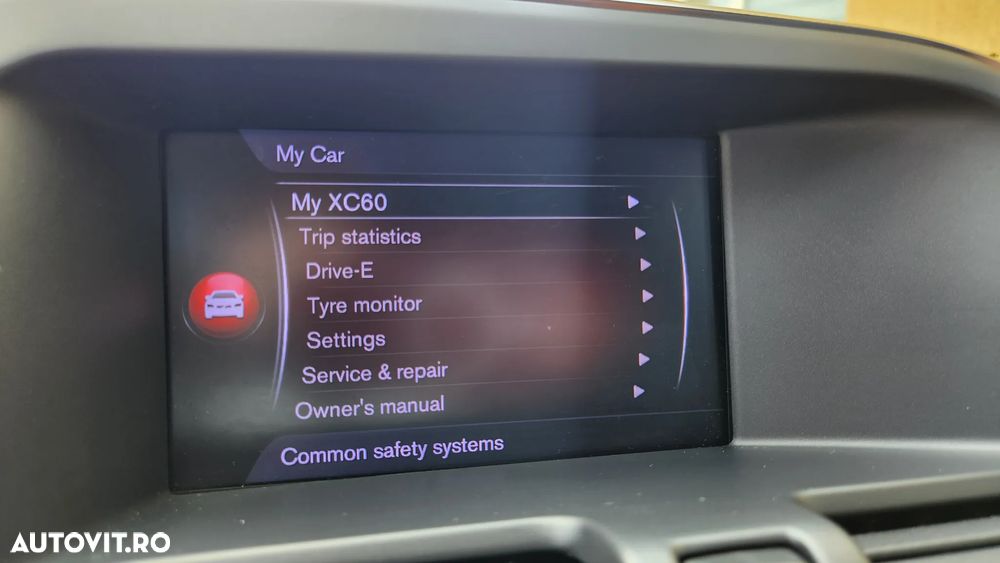 My Car
My XC60
Trip statistics
Drive-E
Tyre monitor
Settings
Service & repair
Owner's manual
Common safety systems
AUTOVIT.RO